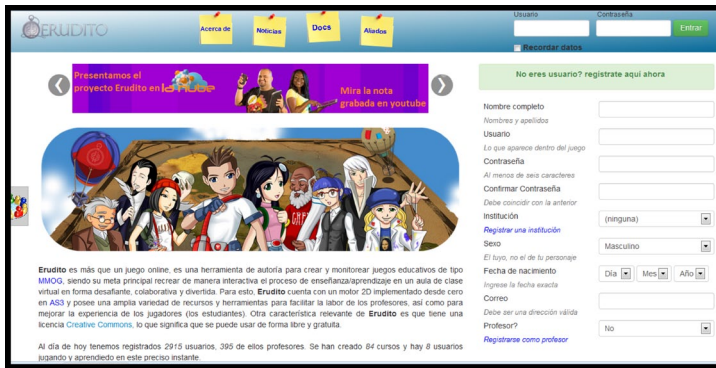 ERUDITO
Acerca de
Noticias
Docs
Aliados
Usuario
Contraseña
Entrar
Recordar datos
Presentamos el
proyecto Erudito en la nube
Mira la nota
grabada en youtube
Erudito es más que un juego online, es una herramienta de autoría para crear y monitorear juegos educativos de tipo
MMOG, siendo su meta principal recrear de manera interactiva el proceso de enseñanza/aprendizaje en un aula de clase
virtual en forma desafiante, colaborativa y divertida. Para esto, Erudito cuenta con un motor 2D implementado desde cero
en AS3 y posee una amplia variedad de recursos y herramientas para facilitar la labor de los profesores, así como para
mejorar la experiencia de los jugadores (los estudiantes). Otra característica relevante de Erudito es que tiene una
licencia Creative Commons, lo que significa que se puede usar de forma libre y gratuita.
Al día de hoy tenemos registrados 2915 usuarios, 395 de ellos profesores. Se han creado 84 cursos y hay 8 usuarios
jugando y aprendiedo en este preciso instante.
No eres usuario? registrate aquí ahora
Nombre completo
Nombres y apellidos
Usuario
Lo que aparece dentro del juego
Contraseña
Al menos de seis caracteres
Confirmar Contraseña
Debe coincidir con la anterior
Institución
(ninguna)
Registrar una institución
Sexo
Masculino
El tuyo, no el de tu personaje
Fecha de nacimiento
Día
Mes
Año
Ingrese la fecha exacta
Correo
Debe ser una dirección válida
Profesor?
No
Registrarse como profesor